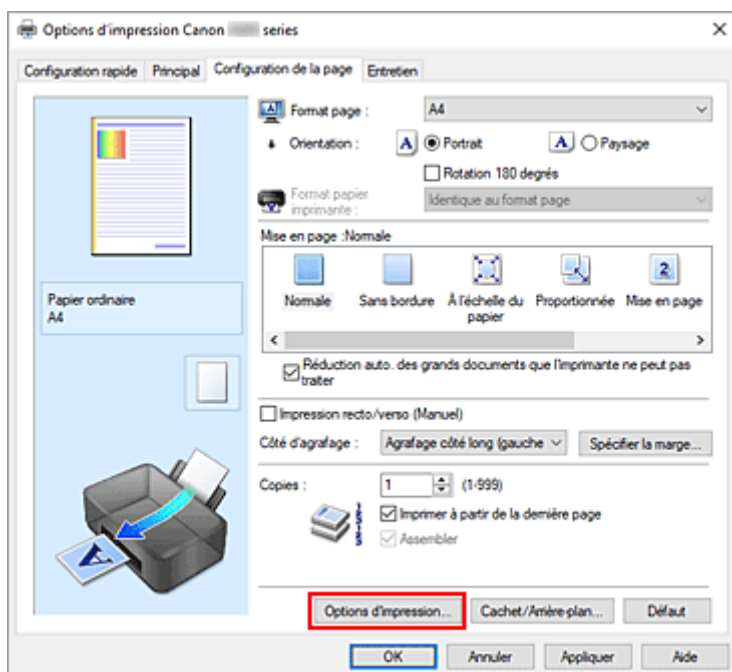 Options d'impression Canon series
Configuration rapide Principal Configuration de la page Entretien
Format page : A4
Orientation : A Portrait A Paysage
Rotation 180 degrés
Format papier
imprimante : Identique au format page
Mise en page :Normale
2
Normale Sans bordure À l'échelle du papier Proportionnée Mise en page
Papier ordinaire
A4
Réduction auto. des grands documents que l'imprimante ne peut pas
traiter
Impression recto/verso (Manuel)
Côté d'agrafage : Agrafage côté long (gauche Spécifier la marge...
Copies : 1 (1-999)
Imprimer à partir de la dernière page
Assembler
A
Options d'impression... Cachet/Arrière-plan... Défaut
OK Annuler Appliquer Aide